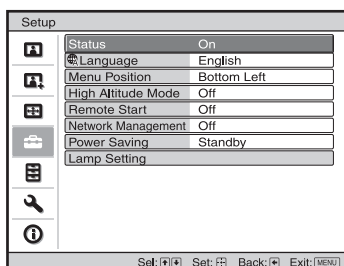 Setup
Status On
Language English
Menu Position Bottom Left
High Altitude Mode Off
Remote Start Off
Network Management Off
Power Saving Standby
Lamp Setting
Sel: Set: Back: Exit: MENU